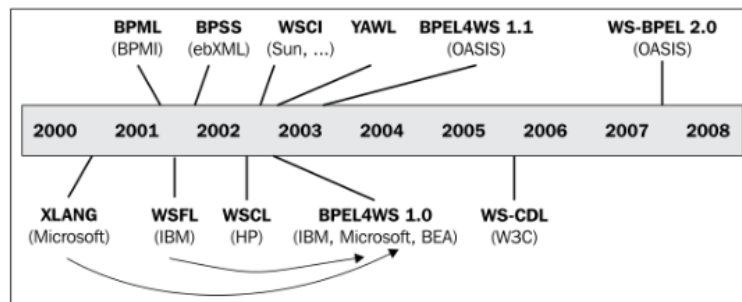 BPML BPSS WSCI YAWL BPEL4WS 1.1 WS-BPEL 2.0
(BPMI) (ebXML) (Sun, ...) (OASIS) (OASIS)
2000 2001 2002 2003 2004 2005 2006 2007 2008
XLANG WSFL WSCL BPEL4WS 1.0 WS-CDL
(Microsoft) (IBM) (HP) (IBM, Microsoft, BEA) (W3C)